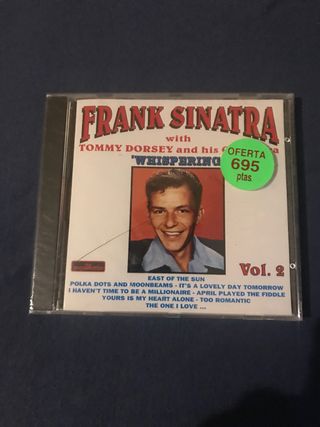 FRANK SINATRA
with
TOMMY DORSEY and his
"WHISPERING
OFERTA
695
ptas.
Vol. 2
EAST OF THE SUN
POLKA DOTS AND MOONBEAMS - IT'S A LOVELY DAY TOMORROW
I HAVEN'T TIME TO BE A MILLIONAIRE - APRIL PLAYED THE FIDDLE
YOURS IS MY HEART ALONE - TOO ROMANTIC
THE ONE I LOVE ...